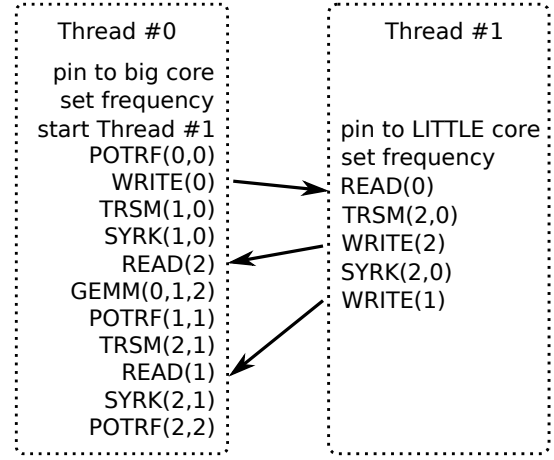 Thread #0
pin to big core
set frequency
start Thread #1
POTRF(0,0)
WRITE(0)
TRSM(1,0)
SYRK(1,0)
READ(2)
GEMM(0,1,2)
POTRF(1,1)
TRSM(2,1)
READ(1)
SYRK(2,1)
POTRF(2,2)
Thread #1
pin to LITTLE core
set frequency
READ(0)
TRSM(2,0)
WRITE(2)
SYRK(2,0)
WRITE(1)